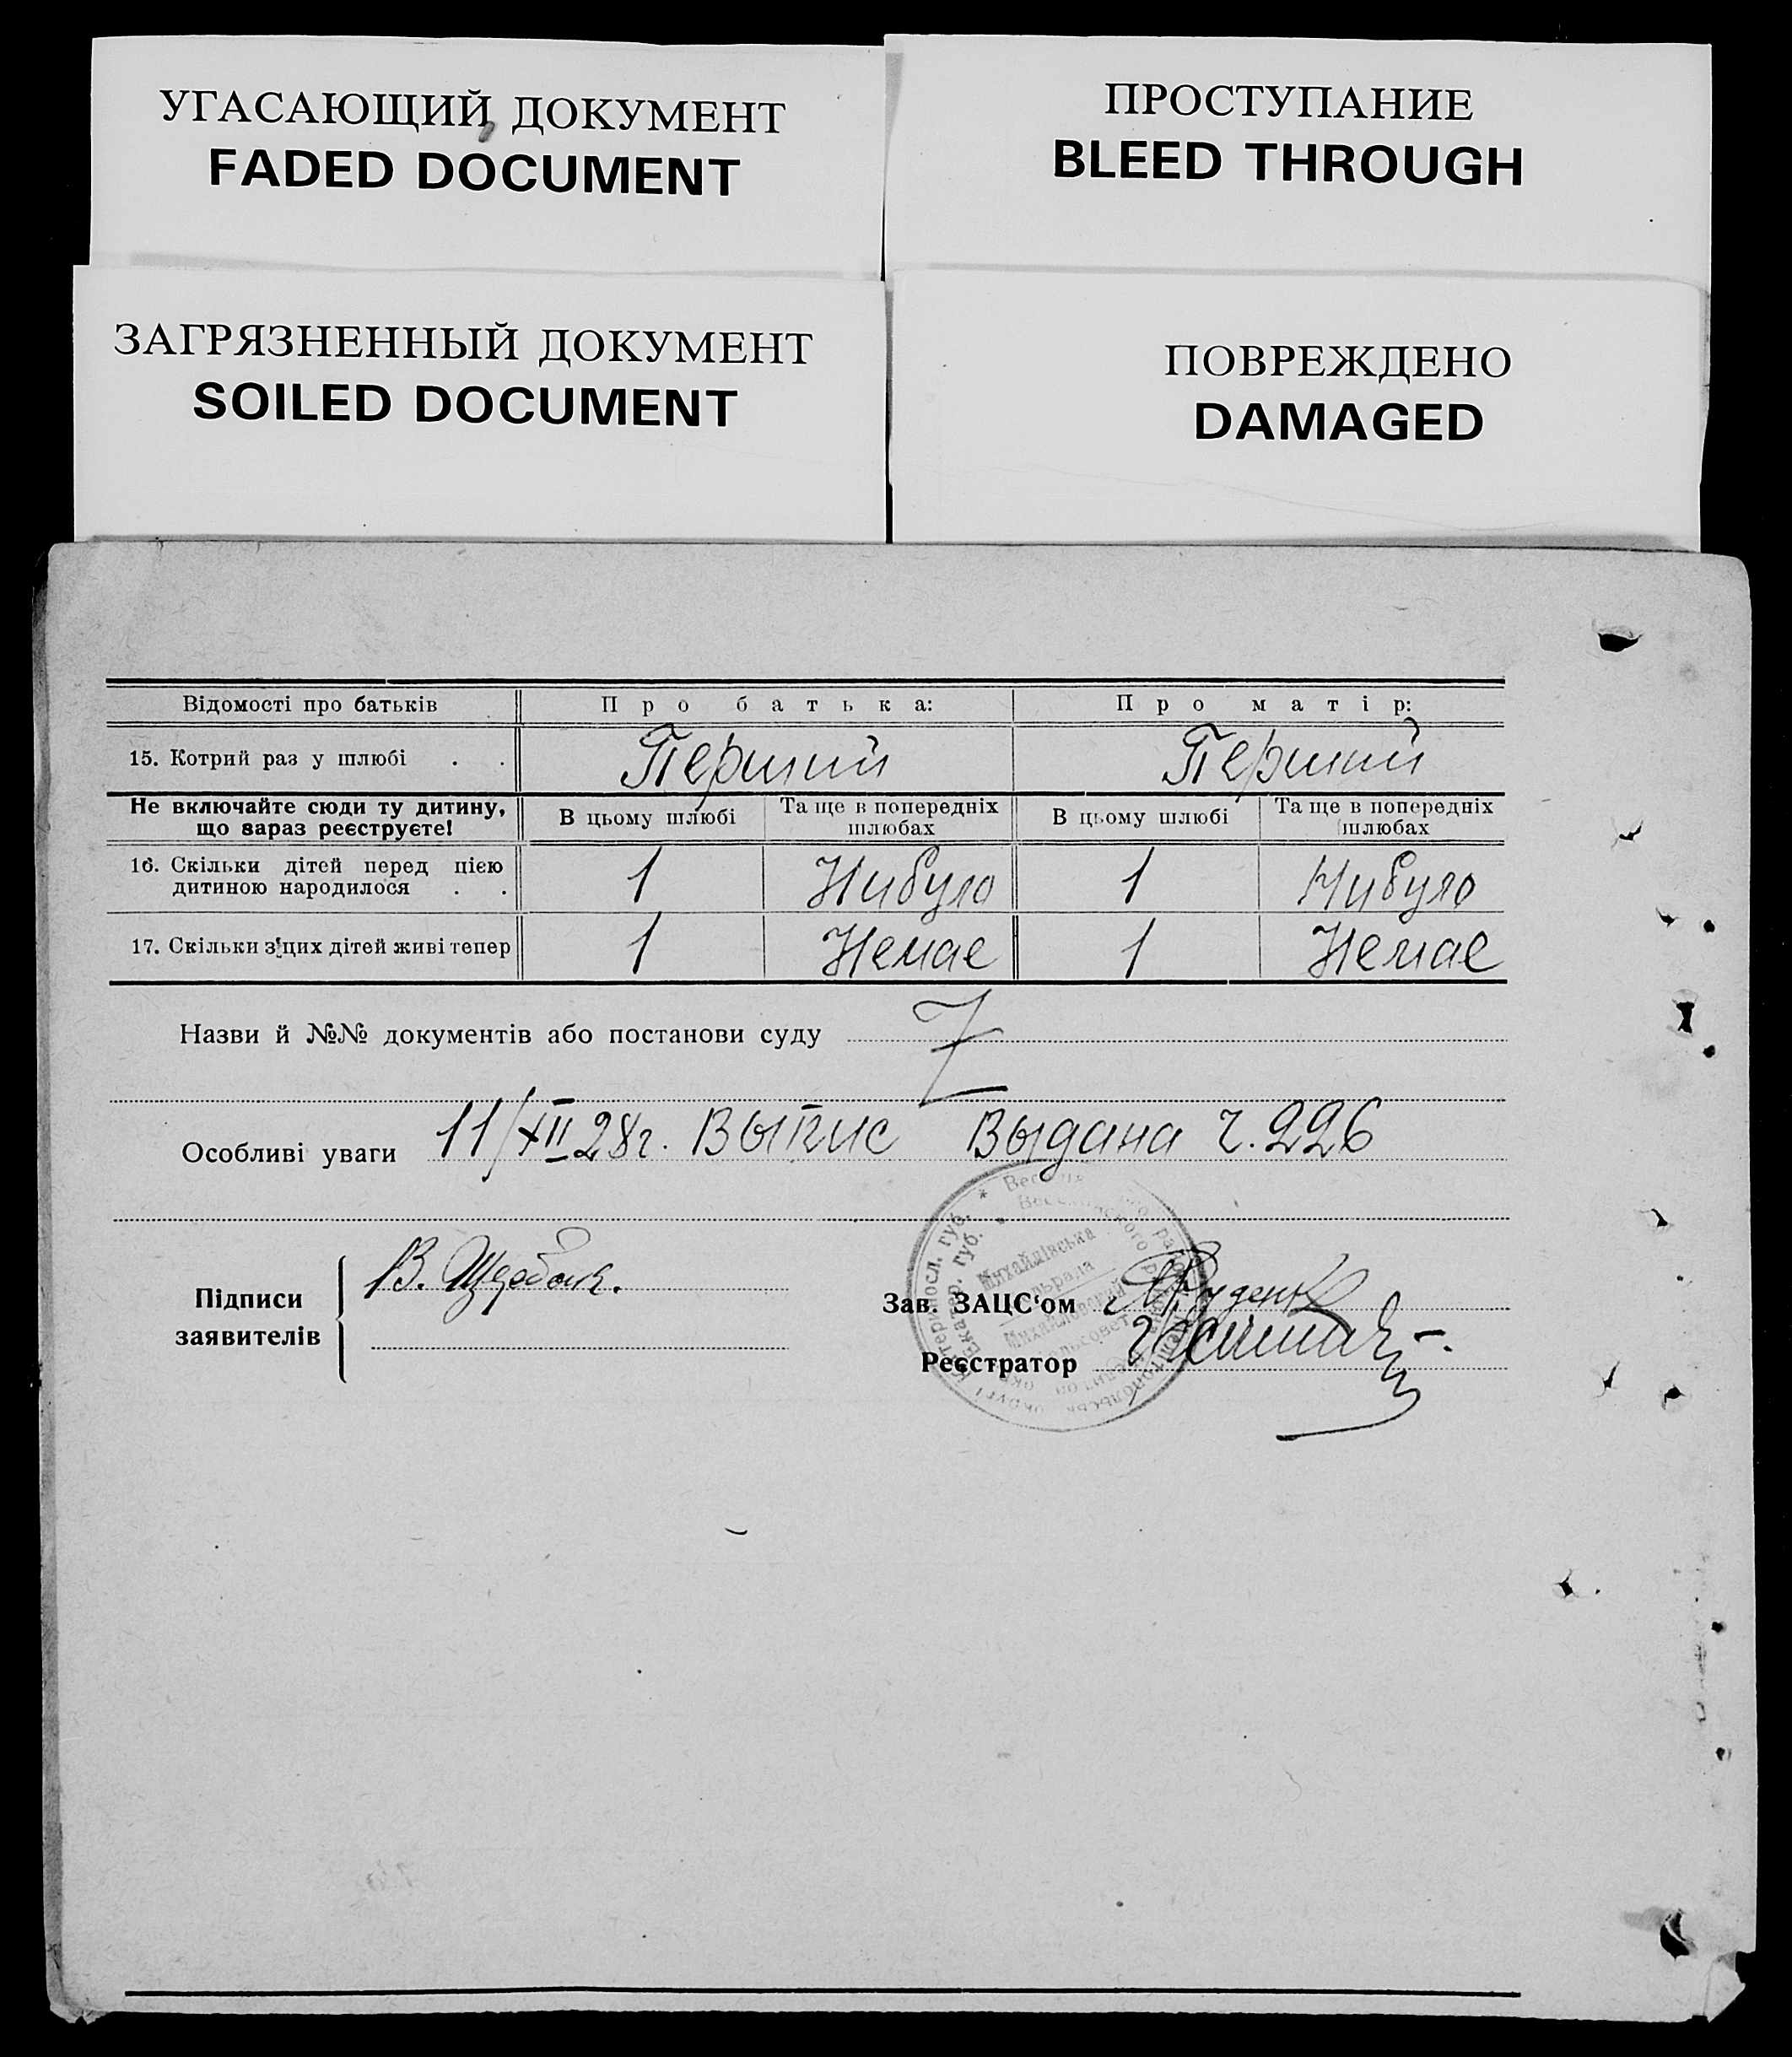 УГАСАЮЩИЙ ДОКУМЕНТ
FADED DOCUMENT
ПРОСТУПАНИЕ
BLEED THROUGH
ЗАГРЯЗНЕННЫЙ ДОКУМЕНТ
SOILED DOCUMENT
ПОВРЕЖДЕНО
DAMAGED
Відомості про батьків Про батька: Про матір:
15. Котрий раз у шлюбі . . Перший Перший
Не включайте сюди ту дитину,
що зараз реєструєте!
В цьому шлюбі
Та ще в попередніх
шлюбах
В цьому шлюбі
Та ще в попередніх
шлюбах
16. Скільки дітей перед цією
дитиною народилося . .
1 Нибуло 1 Нибуло
17. Скільки з цих дітей живі тепер 1 Немає 1 Немає
Назви й №№ документів або постанови суду
Особливі уваги 11/XII 28г. Выпис Выдана ч. 226
Підписи
заявителів
В.
Зав. ЗАЦС‘ом Руденко
Реєстратор
Михайлівська
Михайловский